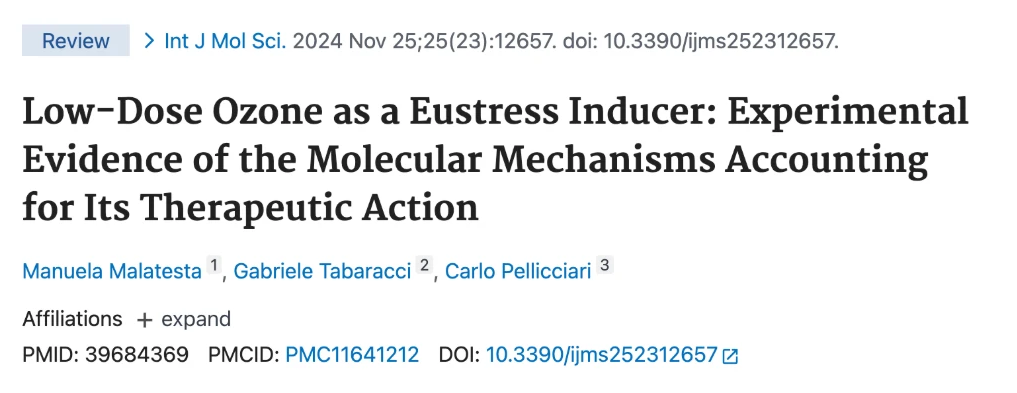 Review > Int J Mol Sci. 2024 Nov 25;25(23):12657. doi: 10.3390/ijms252312657.
Low-Dose Ozone as a Eustress Inducer: Experimental
Evidence of the Molecular Mechanisms Accounting
for Its Therapeutic Action
Manuela Malatesta 1, Gabriele Tabaracci 2, Carlo Pellicciari 3
Affiliations + expand
PMID: 39684369 PMCID: PMC11641212 DOI: 10.3390/ijms252312657